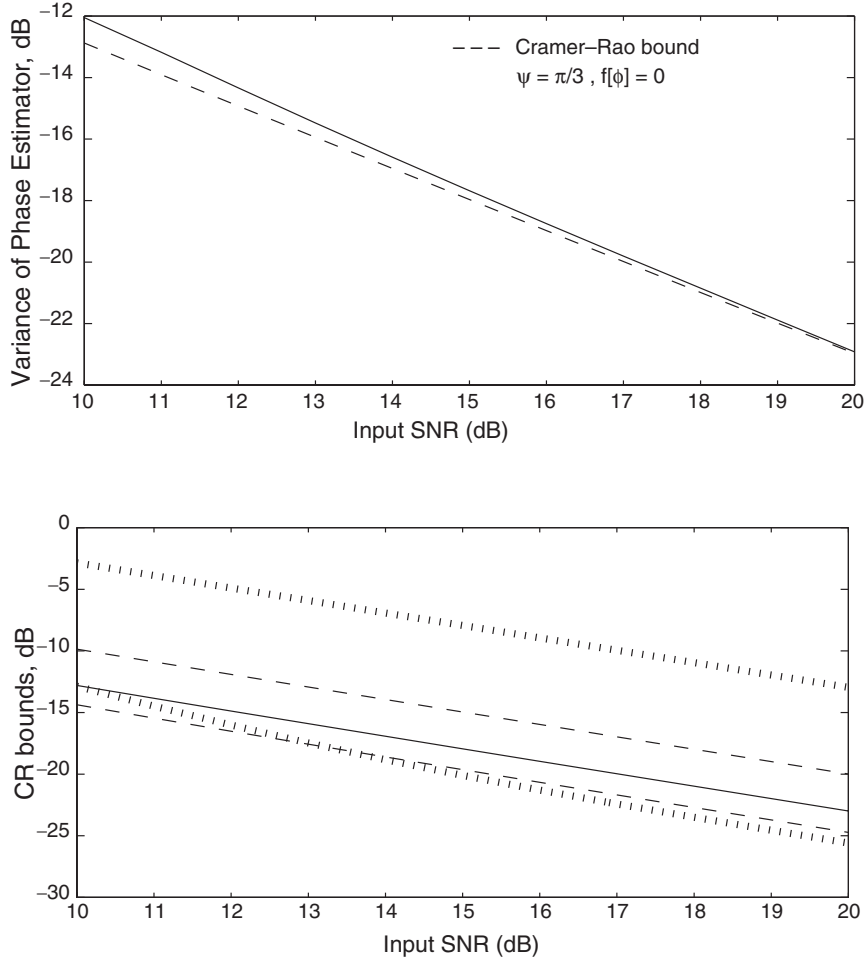 −12
−14
−16
−18
−20
−22
−24
Variance of Phase Estimator, dB
Cramer–Rao bound
ψ = π/3 , f[ϕ] = 0
10 11 12 13 14 15 16 17 18 19 20
Input SNR (dB)
0
−5
−10
−15
−20
−25
−30
CR bounds, dB
10 11 12 13 14 15 16 17 18 19 20
Input SNR (dB)